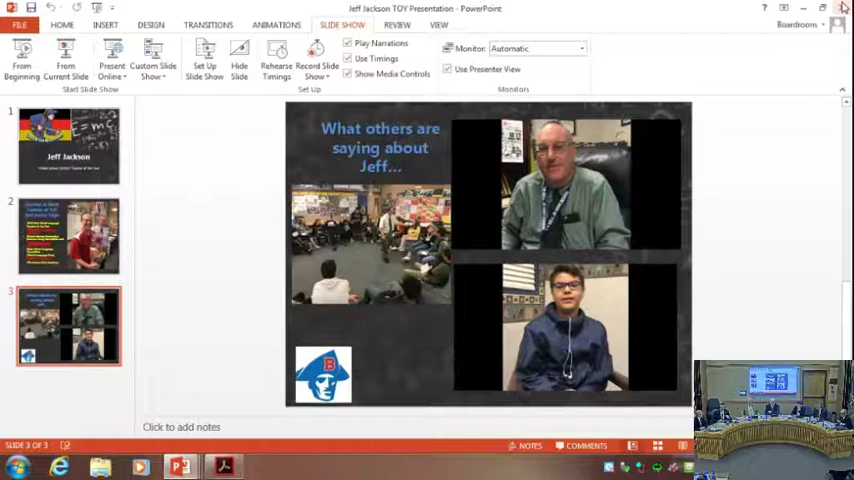 Jeff Jackson TOY Presentation - PowerPoint
FILE HOME INSERT DESIGN TRANSITIONS ANIMATIONS SLIDE SHOW REVIEW VIEW
Boardroom
From Beginning
From Current Slide
Present Online
Custom Slide Show
Set Up Slide Show
Hide Slide
Rehearse Timings
Record Slide Show
Play Narrations
Use Timings
Show Media Controls
Monitor: Automatic
Use Presenter View
Start Slide Show
Set Up
Monitors
1
Jeff Jackson
2
3
What others are
saying about
Jeff...
B
Click to add notes
SLIDE 3 OF 3
NOTES
COMMENTS